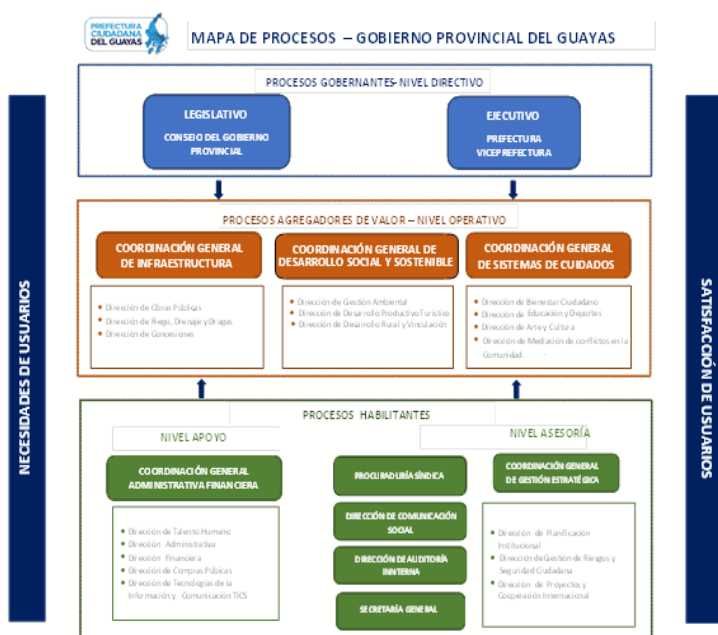 PREFECTURA
CIUDADANA
DEL GUAYAS
MAPA DE PROCESOS – GOBIERNO PROVINCIAL DEL GUAYAS
PROCESOS GOBERNANTES- NIVEL DIRECTIVO
LEGISLATIVO
CONSEJO DEL GOBIERNO
PROVINCIAL
EJECUTIVO
PREFECTURA
VICEPREFECTURA
NECESIDADES DE USUARIOS
SATISFACCIÓN DE USUARIOS
PROCESOS AGREGADORES DE VALOR – NIVEL OPERATIVO
COORDINACIÓN GENERAL
DE INFRAESTRUCTURA
• Dirección de Obras Públicas
• Dirección de Riego, Drenaje y Dragas
• Dirección de Concesiones
COORDINACIÓN GENERAL DE
DESARROLLO SOCIAL Y SOSTENIBLE
• Dirección de Gestión Ambiental
• Dirección de Desarrollo Productivo Turístico
• Dirección de Desarrollo Rural y Vinculación
COORDINACIÓN GENERAL
DE SISTEMAS DE CUIDADOS
• Dirección de Bienestar Ciudadano
• Dirección de Educación y Deportes
• Dirección de Arte y Cultura
• Dirección de Mediación de conflictos en la
Comunidad.
PROCESOS HABILITANTES
NIVEL APOYO
COORDINACIÓN GENERAL
ADMINISTRATIVA FINANCIERA
• Dirección de Talento Humano
• Dirección Administrativa
• Dirección Financiera
• Dirección de Compras Públicas
• Dirección de Tecnologías de la
Información y Comunicación TICS
NIVEL ASESORÍA
PROCURADURÍA SÍNDICA
DIRECCIÓN DE COMUNICACIÓN
SOCIAL
DIRECCIÓN DE AUDITORÍA
INNTERNA
SECRETARÍA GENERAL
COORDINACIÓN GENERAL
DE GESTIÓN ESTRATÉGICA
• Dirección de Planificación
Institucional
• Dirección de Gestión de Riesgos y
Seguridad Ciudadana
• Dirección de Proyectos y
Cooperación Internacional